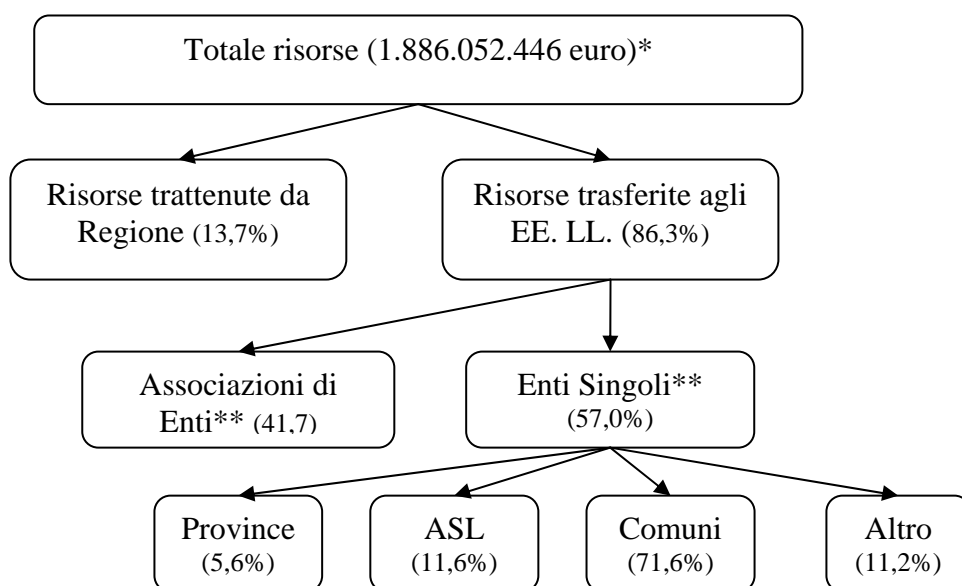 Totale risorse (1.886.052.446 euro)*
Risorse trattenute da
Regione (13,7%)
Risorse trasferite agli
EE. LL. (86,3%)
Associazioni di
Enti** (41,7)
Enti Singoli**
(57,0%)
Province
(5,6%)
ASL
(11,6%)
Comuni
(71,6%)
Altro
(11,2%)